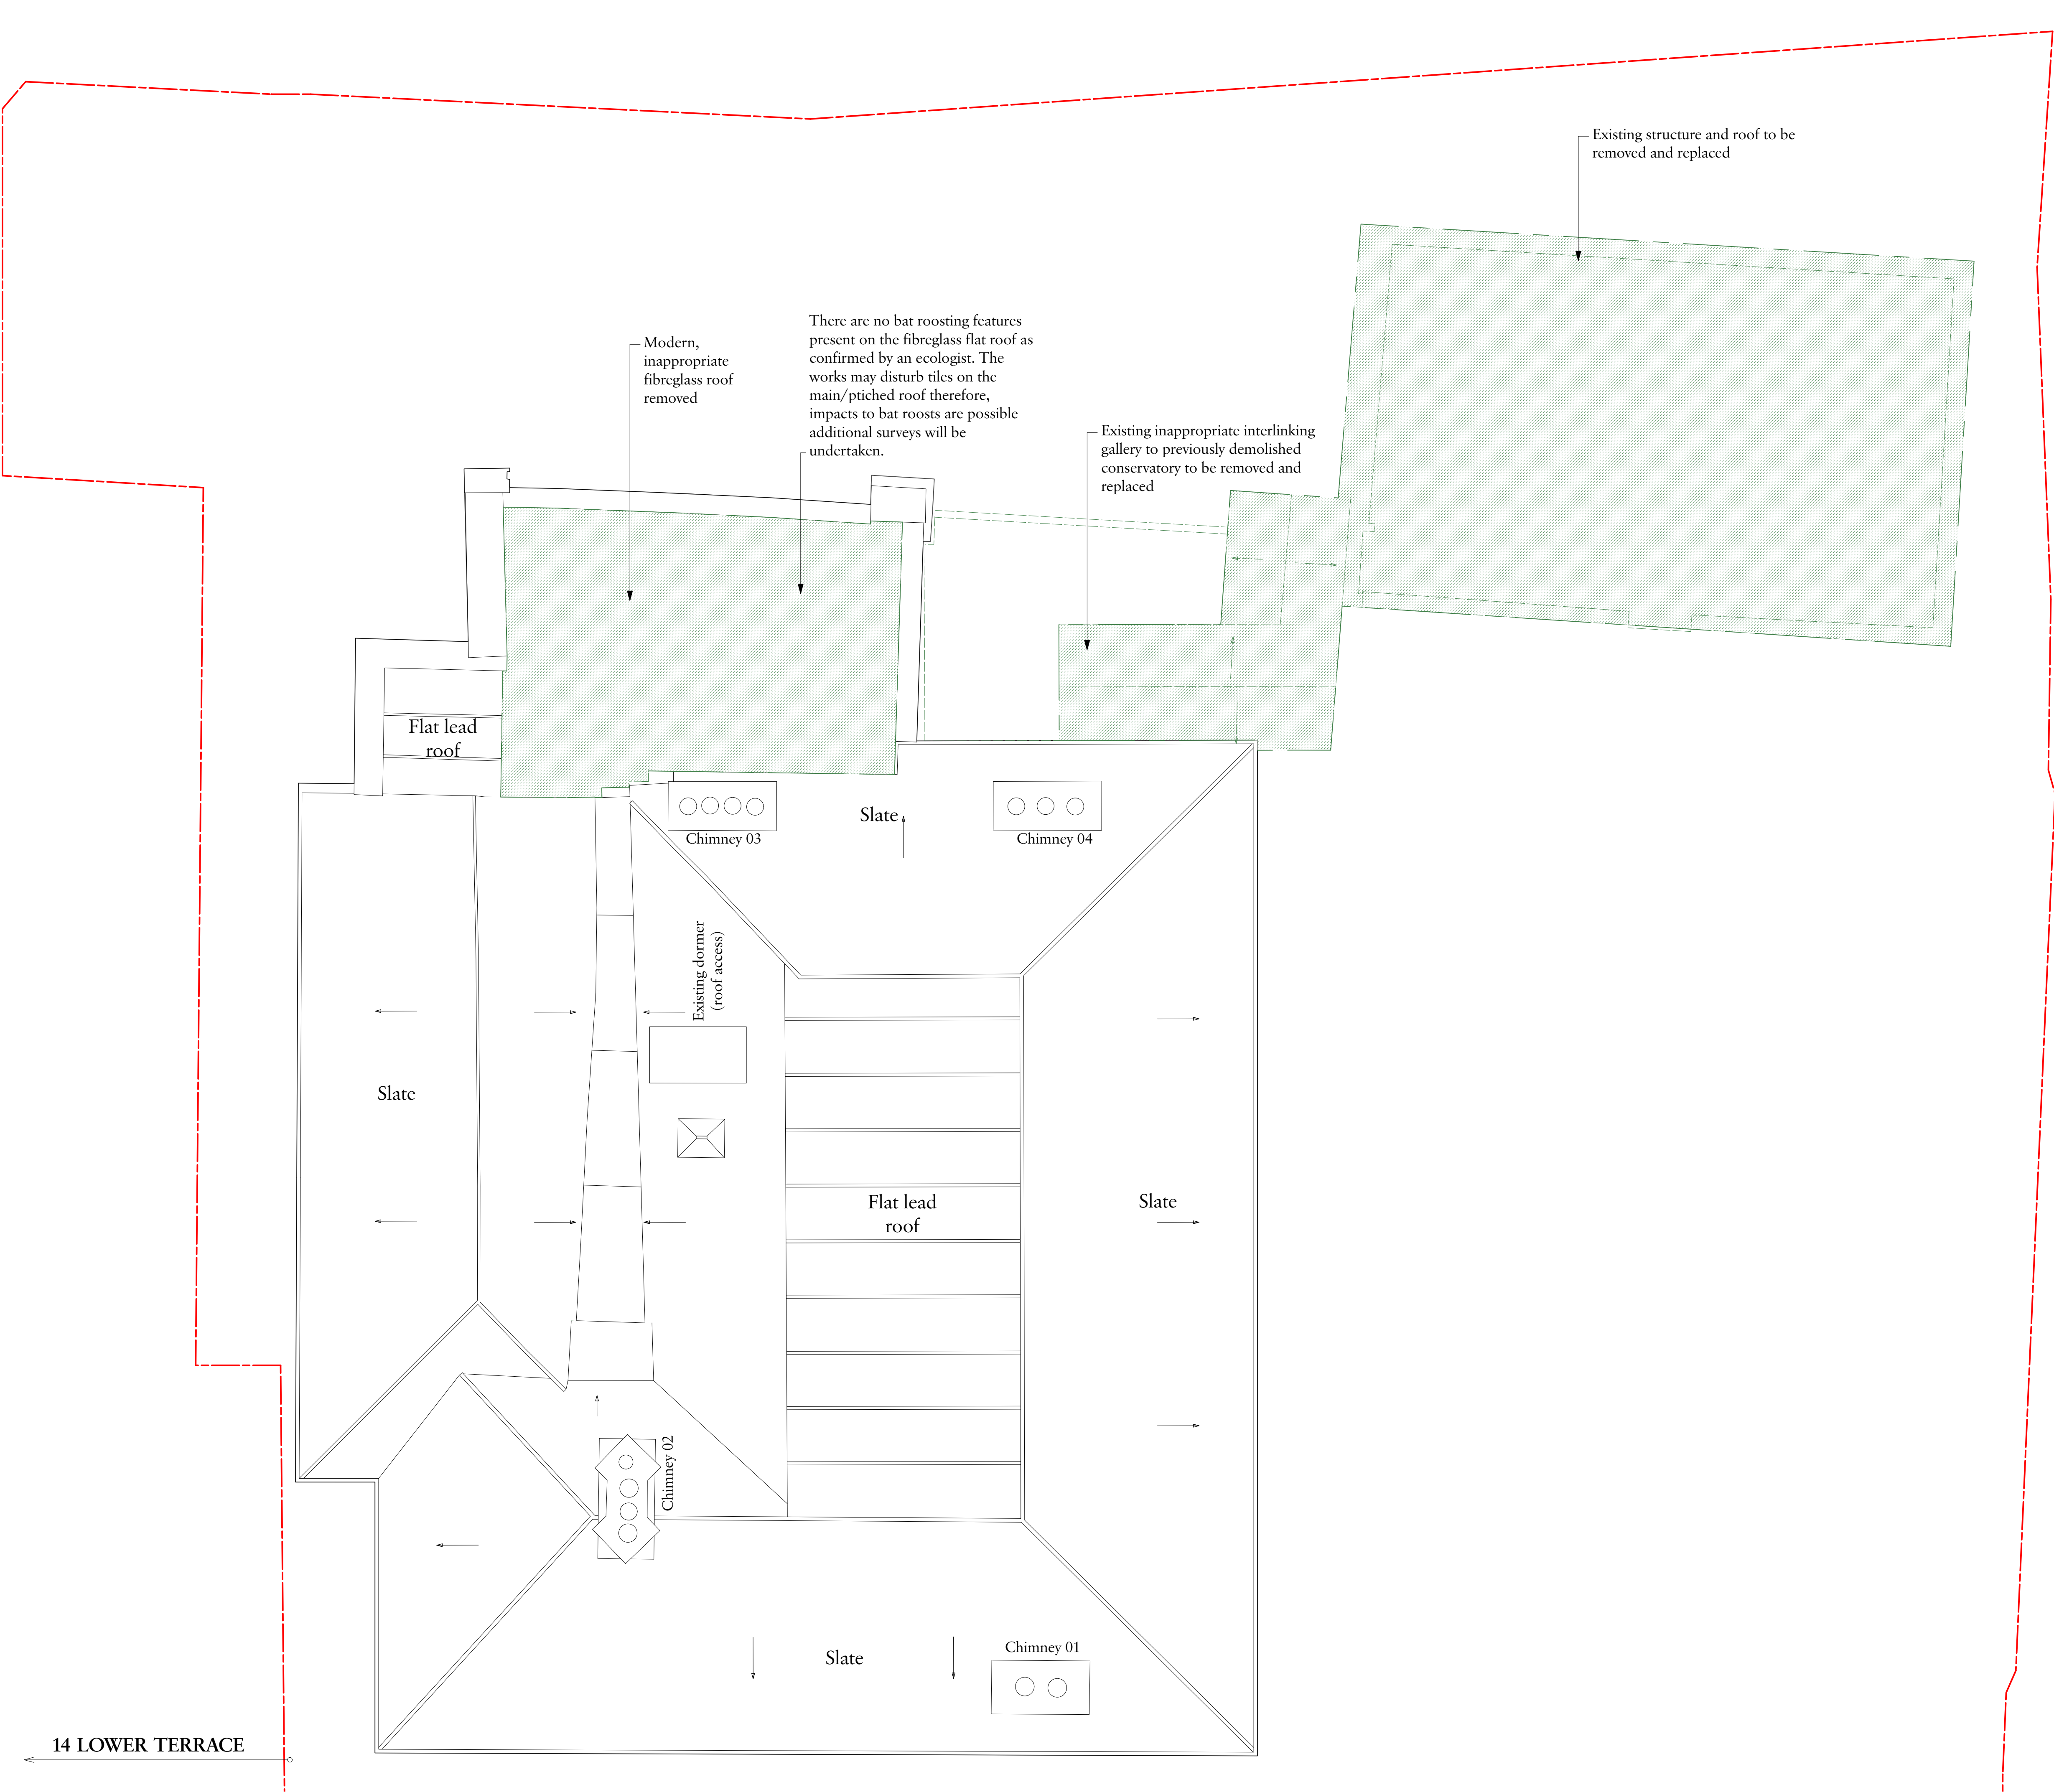 Existing structure and roof to be
removed and replaced
Modern,
inappropriate
fibreglass roof
removed
There are no bat roosting features
present on the fibreglass flat roof as
confirmed by an ecologist. The
works may disturb tiles on the
main/ptiched roof therefore,
impacts to bat roosts are possible
additional surveys will be
undertaken.
Existing inappropriate interlinking
gallery to previously demolished
conservatory to be removed and
replaced
Flat lead
roof
Slate
Chimney 03
Chimney 04
Existing dormer
(roof access)
Slate
Flat lead
roof
Slate
Chimney 02
Slate
Chimney 01
14 LOWER TERRACE